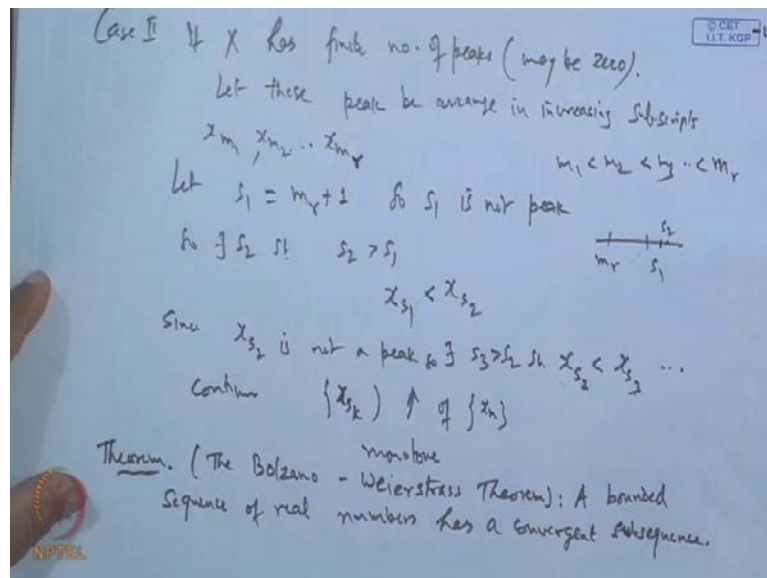 Case II If X has finite no. of peaks (may be zero).
© CET
I.I.T. KGP
Let these peak be arrange in increasing Subscripts
x_{m_1}, x_{m_2} .. x_{m_r}
m_1 < m_2 < m_3 .. < m_r
Let s_1 = m_r + 1 So s_1 is not peak
So ∃ s_2 st s_2 > s_1
m_r s_1 s_2
x_{s_1} < x_{s_2}
Since x_{s_2} is not a peak so ∃ s_3 > s_2 st x_{s_2} < x_{s_3} ...
Continue {x_{s_k}) ↑ of {x_n}
monotone
Theorem. (The Bolzano - Weierstrass Theorem): A bounded
Sequence of real numbers has a convergent subsequence.
NPTEL